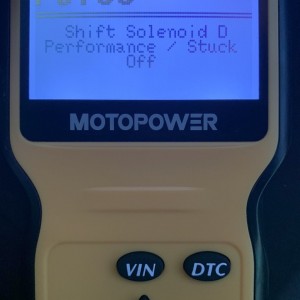 Shift Solenoid D
Performance / Stuck
Off
MOTOPOWER
VIN
DTC